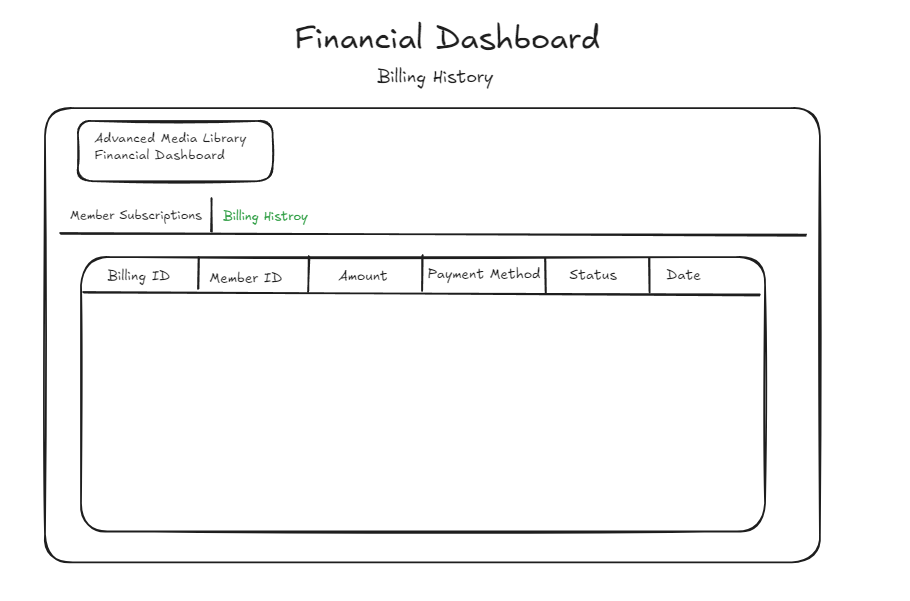 Financial Dashboard
Billing History
Advanced Media Library
Financial Dashboard
Member Subscriptions
Billing Histroy
Billing ID
Member ID
Amount
Payment Method
Status
Date